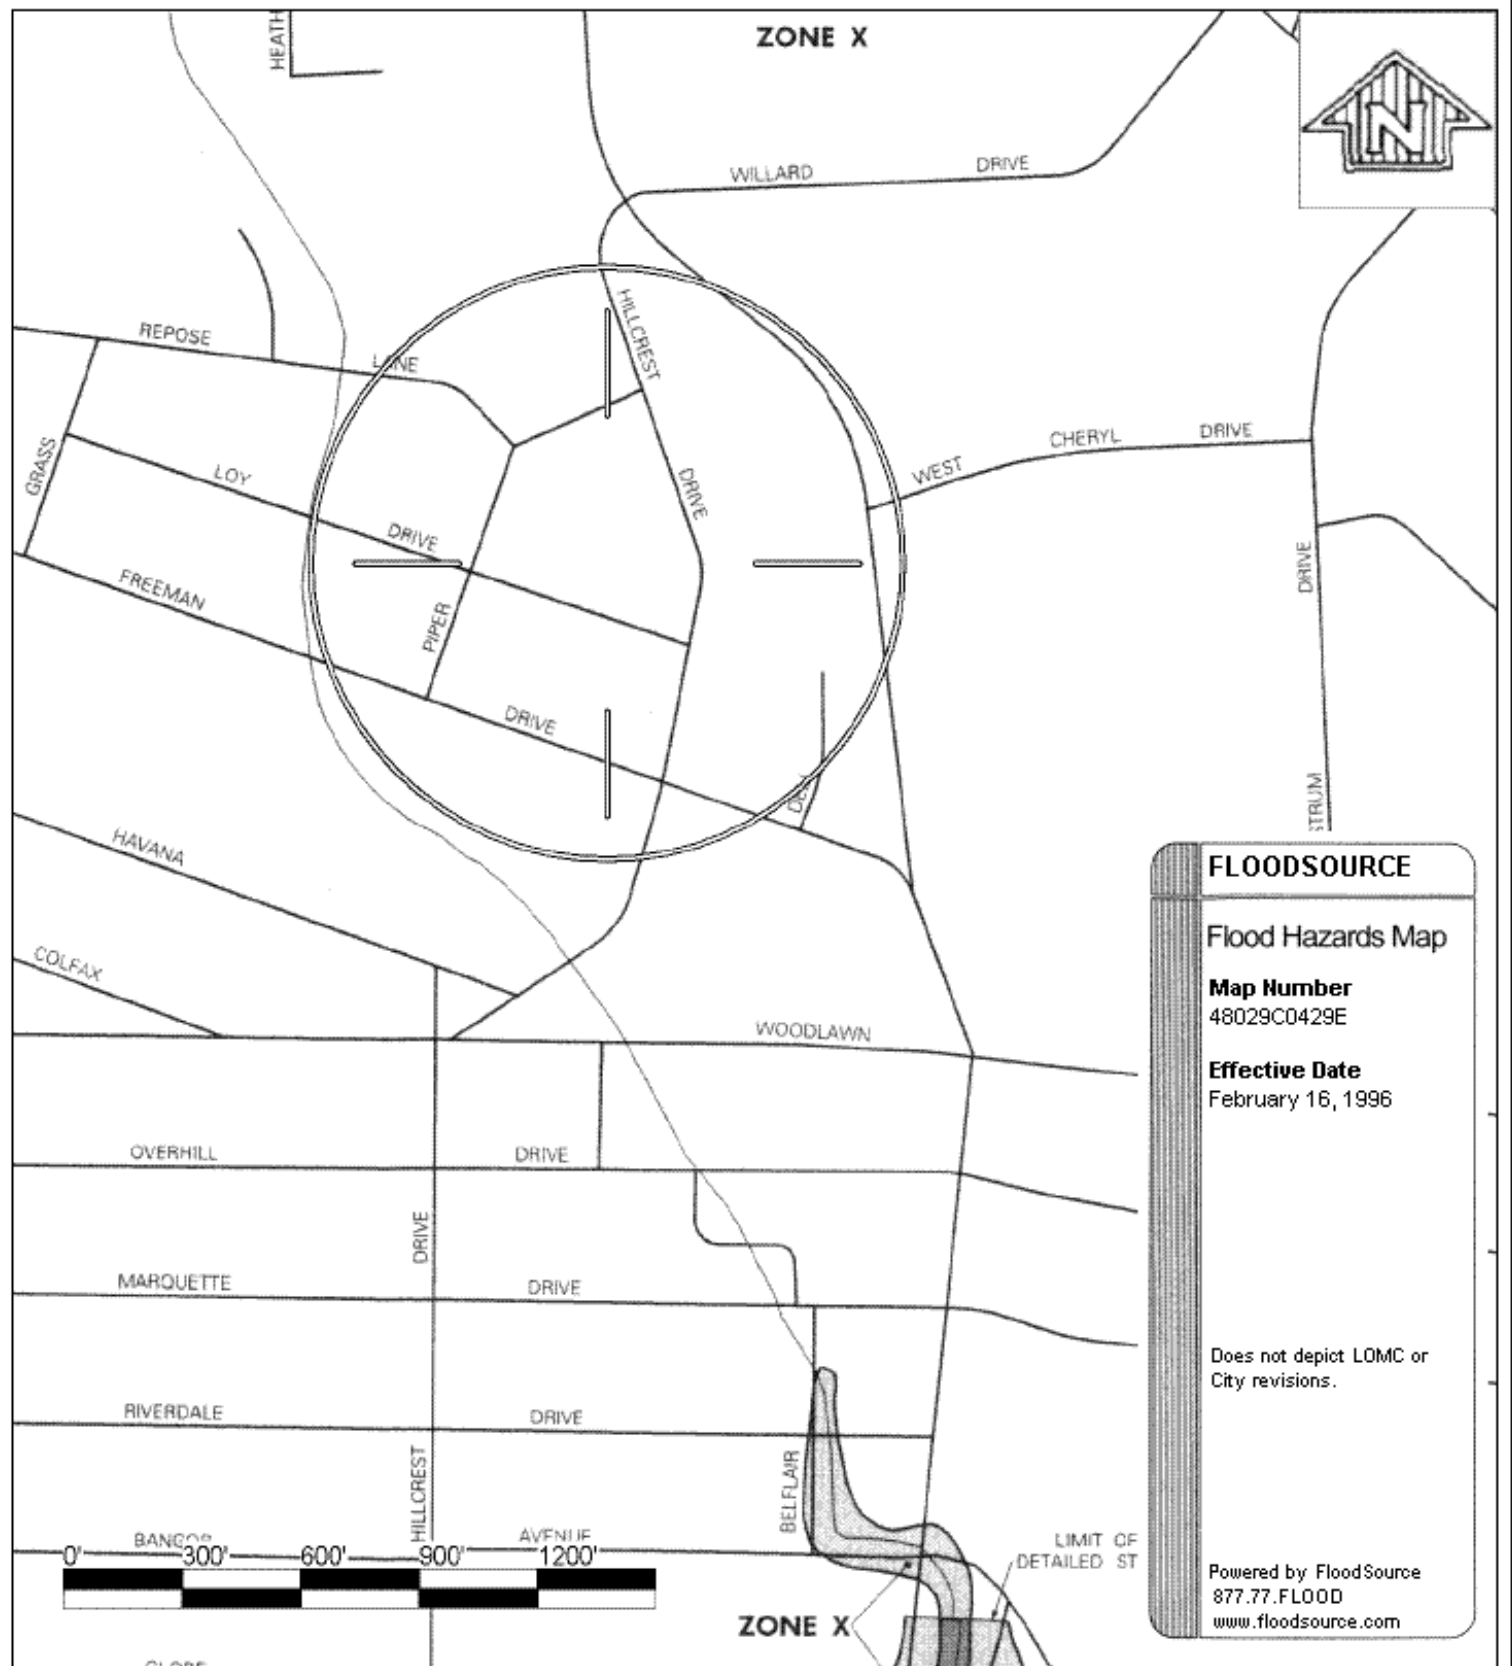 HEATH
ZONE X
N
WILLARD DRIVE
REPOSE LANE
HILLCREST DRIVE
GRASS
LOY DRIVE
WEST CHERYL DRIVE
FREEMAN DRIVE
PIPER
DRIVE
HAVANA
COLFAX
WOODLAWN
OVERHILL DRIVE
DRIVE
MARQUETTE DRIVE
RIVERDALE DRIVE
HILLCREST
BELFLAIR
AVENUE
LIMIT OF
DETAILED ST
0' 300' 600' 900' 1200'
ZONE X
FLOODSOURCE
Flood Hazards Map
Map Number
48029C0429E
Effective Date
February 16, 1996
Does not depict LOMC or
City revisions.
Powered by FloodSource
877.77.FLOOD
www.floodsource.com